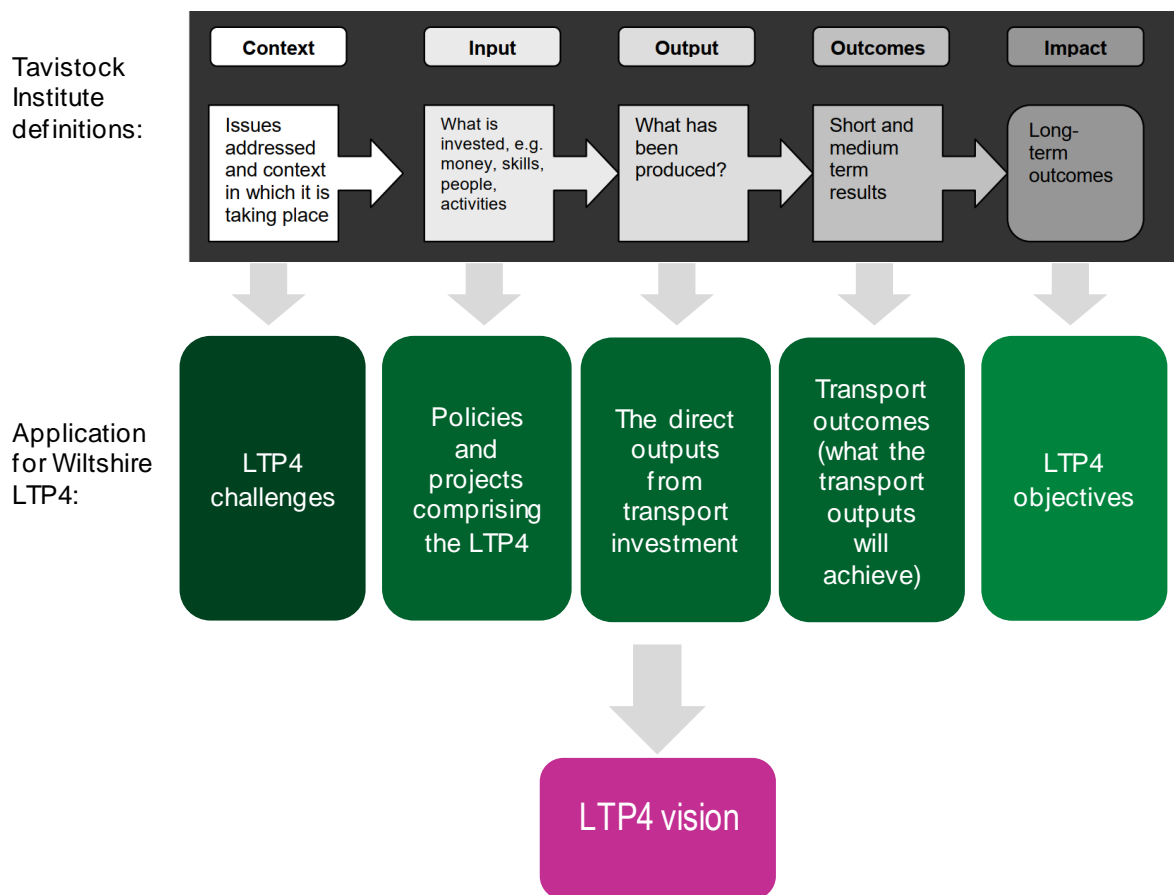 Tavistock
Institute
definitions:
Context
Input
Output
Outcomes
Impact
Issues
addressed
and context
in which it is
taking place
What is
invested, e.g.
money, skills,
people,
activities
What has
been
produced?
Short and
medium
term
results
Long-
term
outcomes
Application
for Wiltshire
LTP4:
LTP4
challenges
Policies
and
projects
comprising
the LTP4
The direct
outputs
from
transport
investment
Transport
outcomes
(what the
transport
outputs
will
achieve)
LTP4
objectives
LTP4 vision